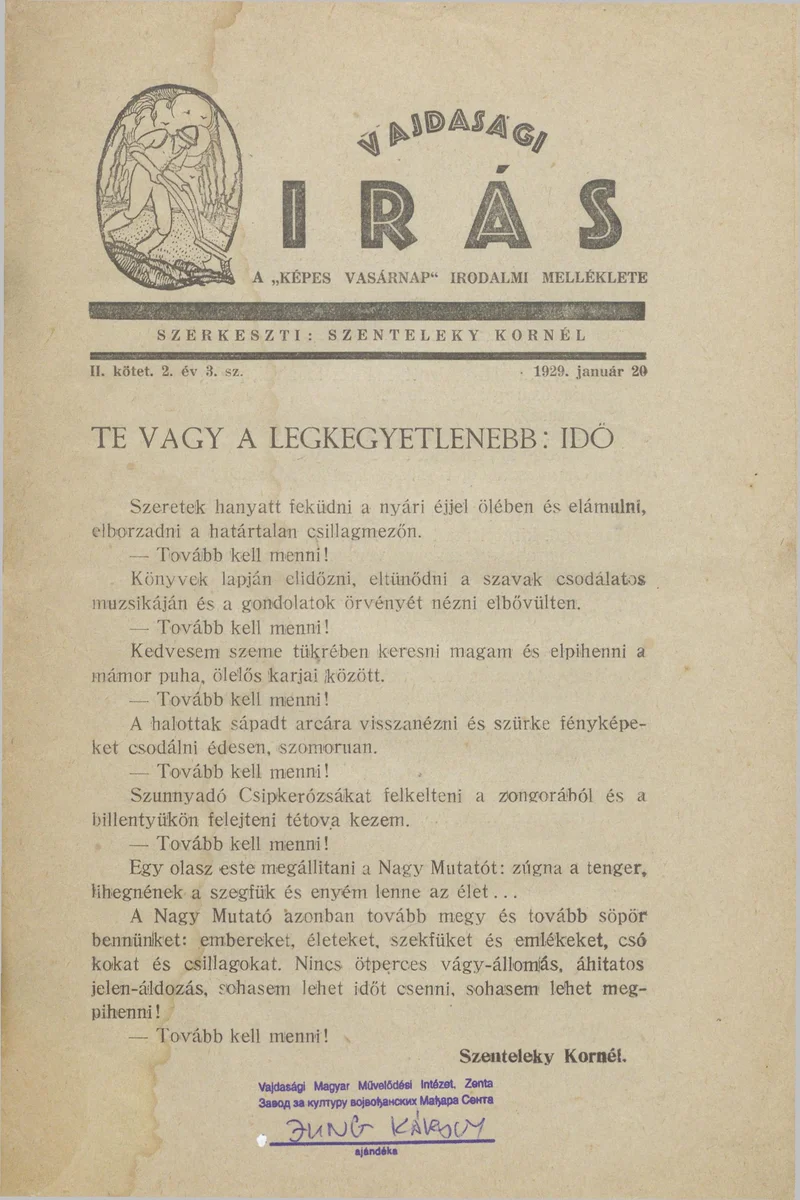 VAJDASÁGI
IRÁS
A „KÉPES VASÁRNAP“ IRODALMI MELLÉKLETE
SZERKESZTI: SZENTELEKY KORNÉL
II. kötet. 2. év 3. sz.
1929. január 20
TE VAGY A LEGKEGYETLENEBB: IDŐ
Szeretek hanyatt feküdni a nyári éjjel ölében és elámulni,
elborzadni a határtalan csillagmezőn.
— Tovább kell menni!
Könyvek lapján elidőzni, eltünődni a szavak csodálatos
muzsikáján és a gondolatok örvényét nézni elbővülten.
— Tovább kell menni!
Kedvesem szeme tükrében keresni magam és elpihenni a
mámor puha, ölelős karjai között.
— Tovább kell menni!
A halottak sápadt arcára visszanézni és szürke fényképe-
ket csodálni édesen, szomoruan.
— Tovább kell menni!
Szunnyadó Csipkerózsákat felkelteni a zongorából és a
billentyükön felejteni tétova kezem.
— Tovább kell menni!
Egy olasz este megállitani a Nagy Mutatót: zúgna a tenger,
lihegnének a szegfük és enyém lenne az élet...
A Nagy Mutató azonban tovább megy és tovább söpör
bennünket: embereket, életeket, szekfüket és emlékeket, csó
kokat és csillagokat. Nincs ötperces vágy-állomás, áhitatos
jelen-áldozás, sohasem lehet időt csenni, sohasem lehet meg-
pihenni!
— Tovább kell menni!
Szenteleky Kornél.
Vajdasági Magyar Művelődési Intézet, Zenta
Завод за културу војвођанских Мађара Сента
JUNG KÁROLY
ajándéka